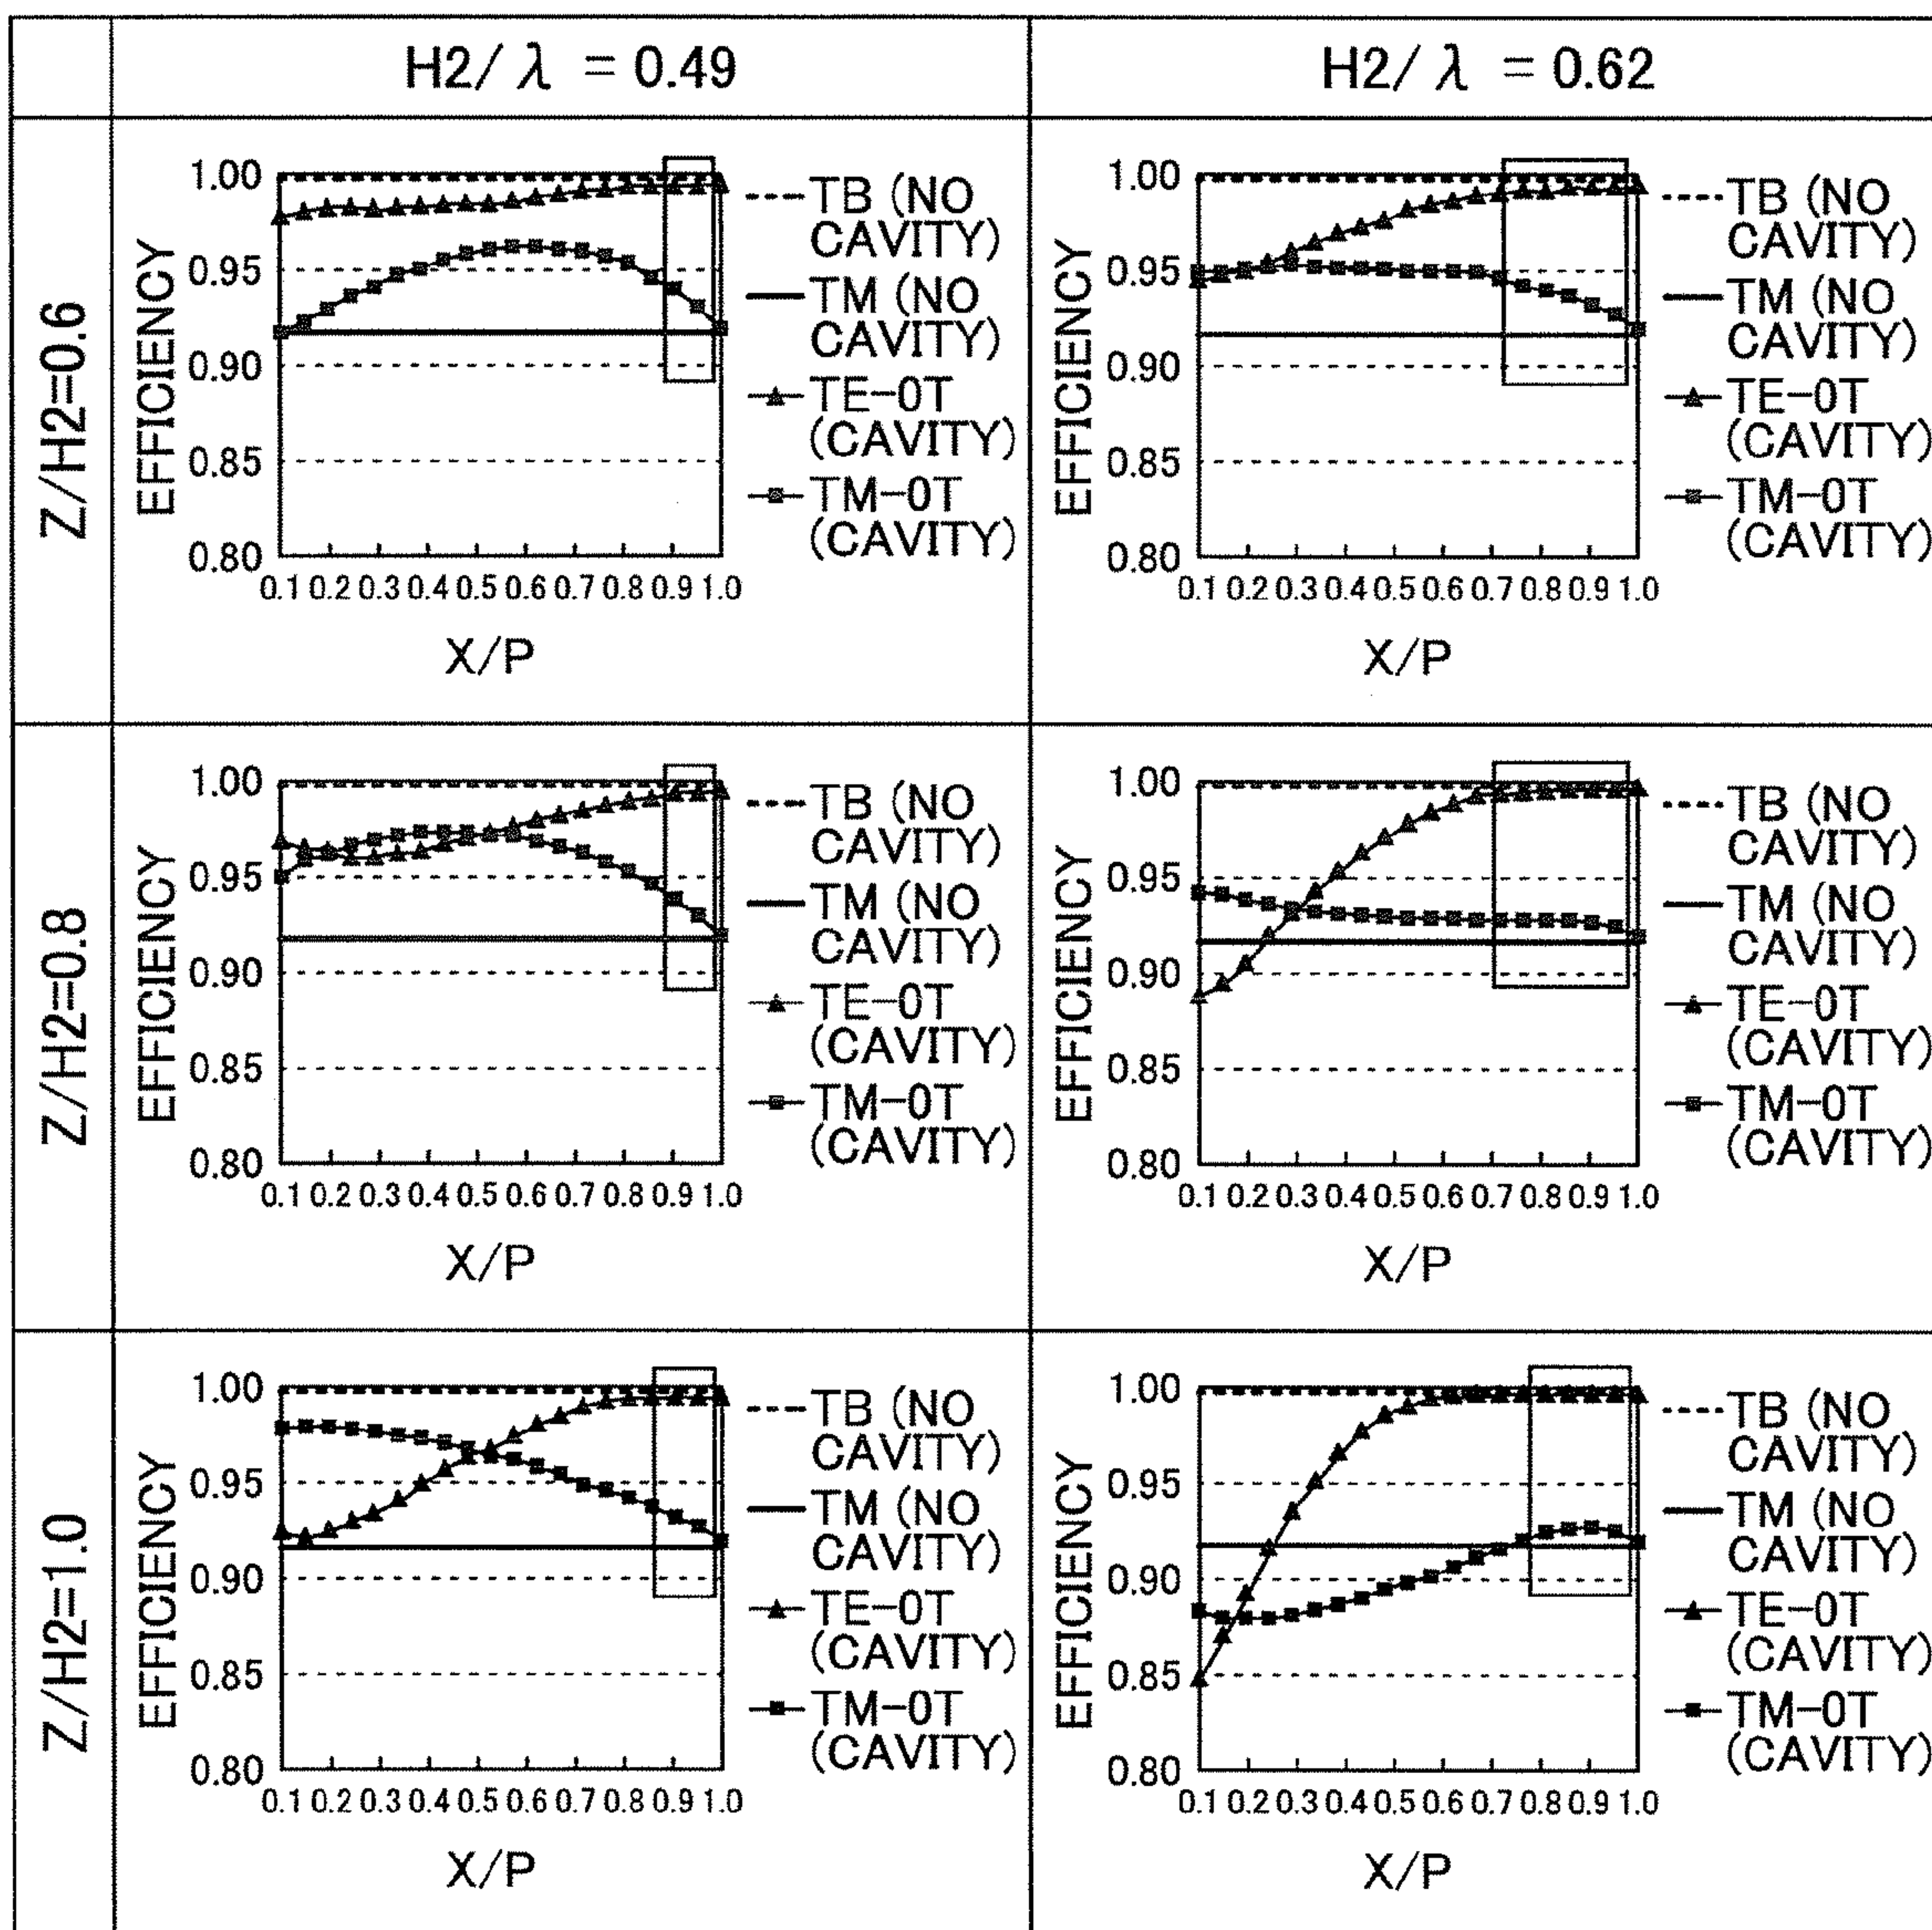 H2/ λ = 0.49
H2/ λ = 0.62
Z/H2=0.6
EFFICIENCY
1.00
0.95
0.90
0.85
0.80
0.1 0.2 0.3 0.4 0.5 0.6 0.7 0.8 0.9 1.0
X/P
TB (NO
CAVITY)
TM (NO
CAVITY)
TE-0T
(CAVITY)
TM-0T
(CAVITY)
EFFICIENCY
1.00
0.95
0.90
0.85
0.80
0.1 0.2 0.3 0.4 0.5 0.6 0.7 0.8 0.9 1.0
X/P
TB (NO
CAVITY)
TM (NO
CAVITY)
TE-0T
(CAVITY)
TM-0T
(CAVITY)
Z/H2=0.8
EFFICIENCY
1.00
0.95
0.90
0.85
0.80
0.1 0.2 0.3 0.4 0.5 0.6 0.7 0.8 0.9 1.0
X/P
TB (NO
CAVITY)
TM (NO
CAVITY)
TE-0T
(CAVITY)
TM-0T
(CAVITY)
EFFICIENCY
1.00
0.95
0.90
0.85
0.80
0.1 0.2 0.3 0.4 0.5 0.6 0.7 0.8 0.9 1.0
X/P
TB (NO
CAVITY)
TM (NO
CAVITY)
TE-0T
(CAVITY)
TM-0T
(CAVITY)
Z/H2=1.0
EFFICIENCY
1.00
0.95
0.90
0.85
0.80
0.1 0.2 0.3 0.4 0.5 0.6 0.7 0.8 0.9 1.0
X/P
TB (NO
CAVITY)
TM (NO
CAVITY)
TE-0T
(CAVITY)
TM-0T
(CAVITY)
EFFICIENCY
1.00
0.95
0.90
0.85
0.80
0.1 0.2 0.3 0.4 0.5 0.6 0.7 0.8 0.9 1.0
X/P
TB (NO
CAVITY)
TM (NO
CAVITY)
TE-0T
(CAVITY)
TM-0T
(CAVITY)